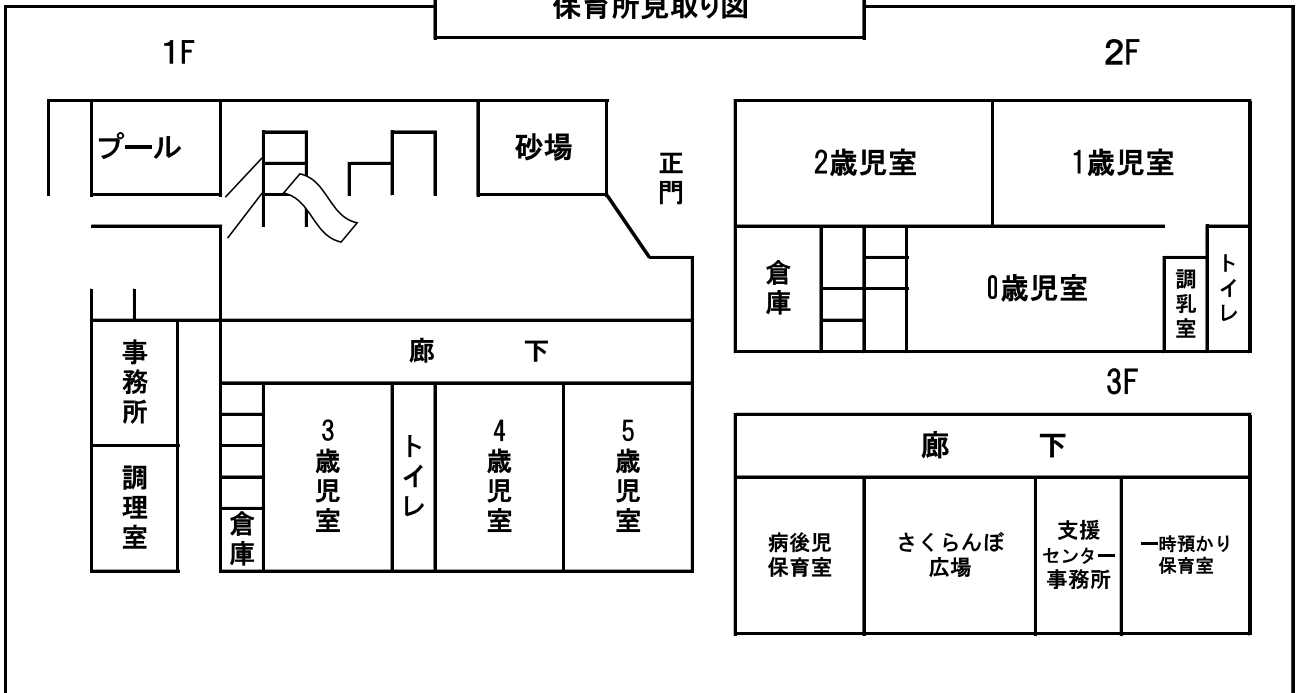 保育所見取り図
1F
2F
プール
砂場
正門
2歳児室
1歳児室
倉庫
0歳児室
調乳室
トイレ
事務所
廊下
3歳児室
トイレ
4歳児室
5歳児室
調理室
倉庫
3F
廊下
病後児
保育室
さくらんぼ
広場
支援
センター
事務所
一時預かり
保育室